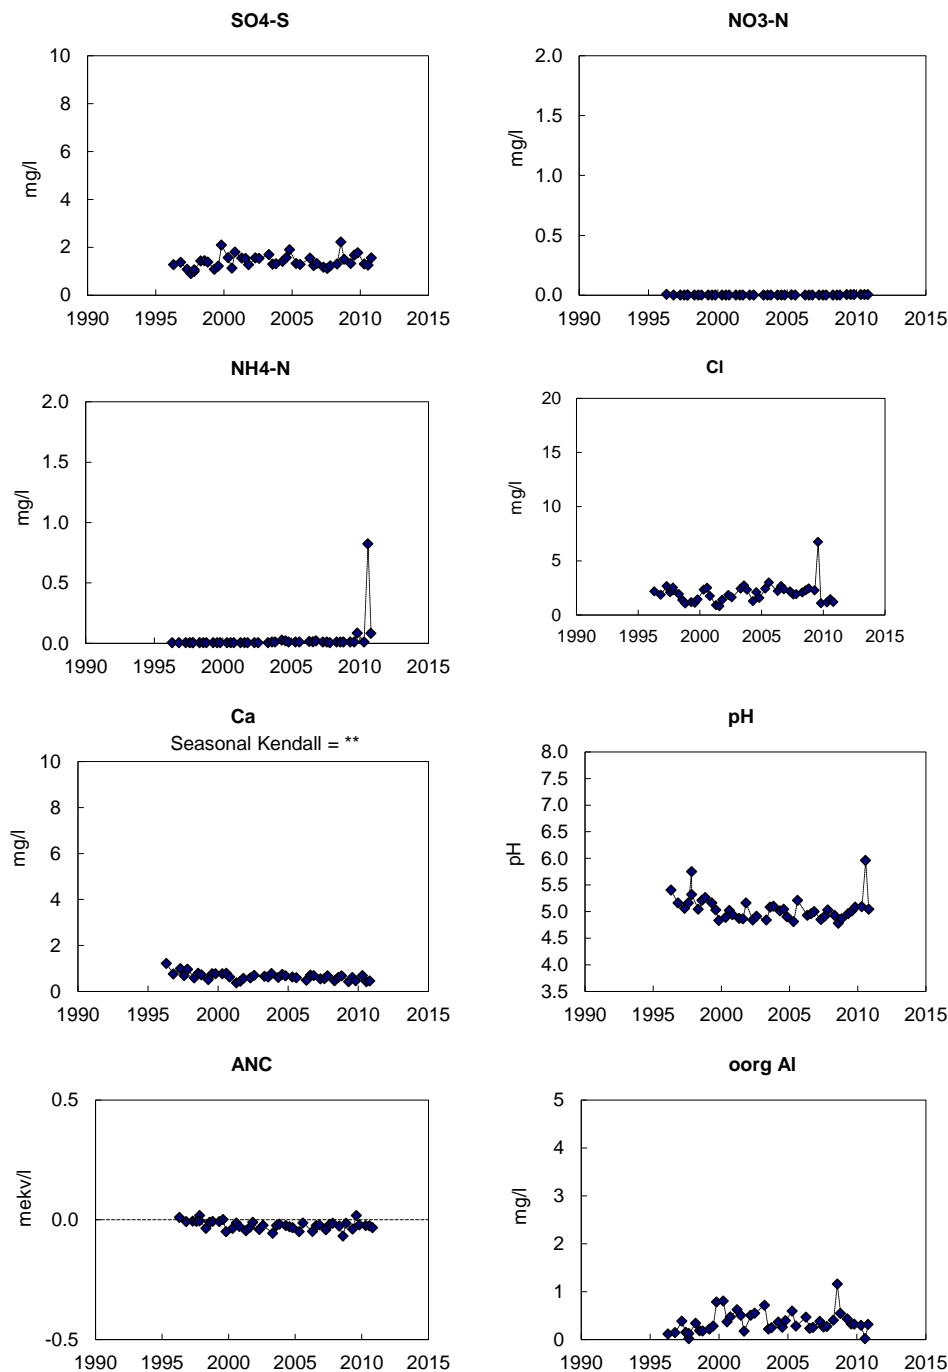 SO4-S
10
8
6
4
2
0
mg/l
1990 1995 2000 2005 2010 2015
NO3-N
2.0
1.5
1.0
0.5
0.0
mg/l
1990 1995 2000 2005 2010 2015
NH4-N
2.0
1.5
1.0
0.5
0.0
mg/l
1990 1995 2000 2005 2010 2015
Cl
20
15
10
5
0
mg/l
1990 1995 2000 2005 2010 2015
Ca
Seasonal Kendall = **
10
8
6
4
2
0
mg/l
1990 1995 2000 2005 2010 2015
pH
8.0
7.5
7.0
6.5
6.0
5.5
5.0
4.5
4.0
3.5
pH
1990 1995 2000 2005 2010 2015
ANC
0.5
0.0
-0.5
mekv/l
1990 1995 2000 2005 2010 2015
oorg Al
5
4
3
2
1
0
mg/l
1990 1995 2000 2005 2010 2015